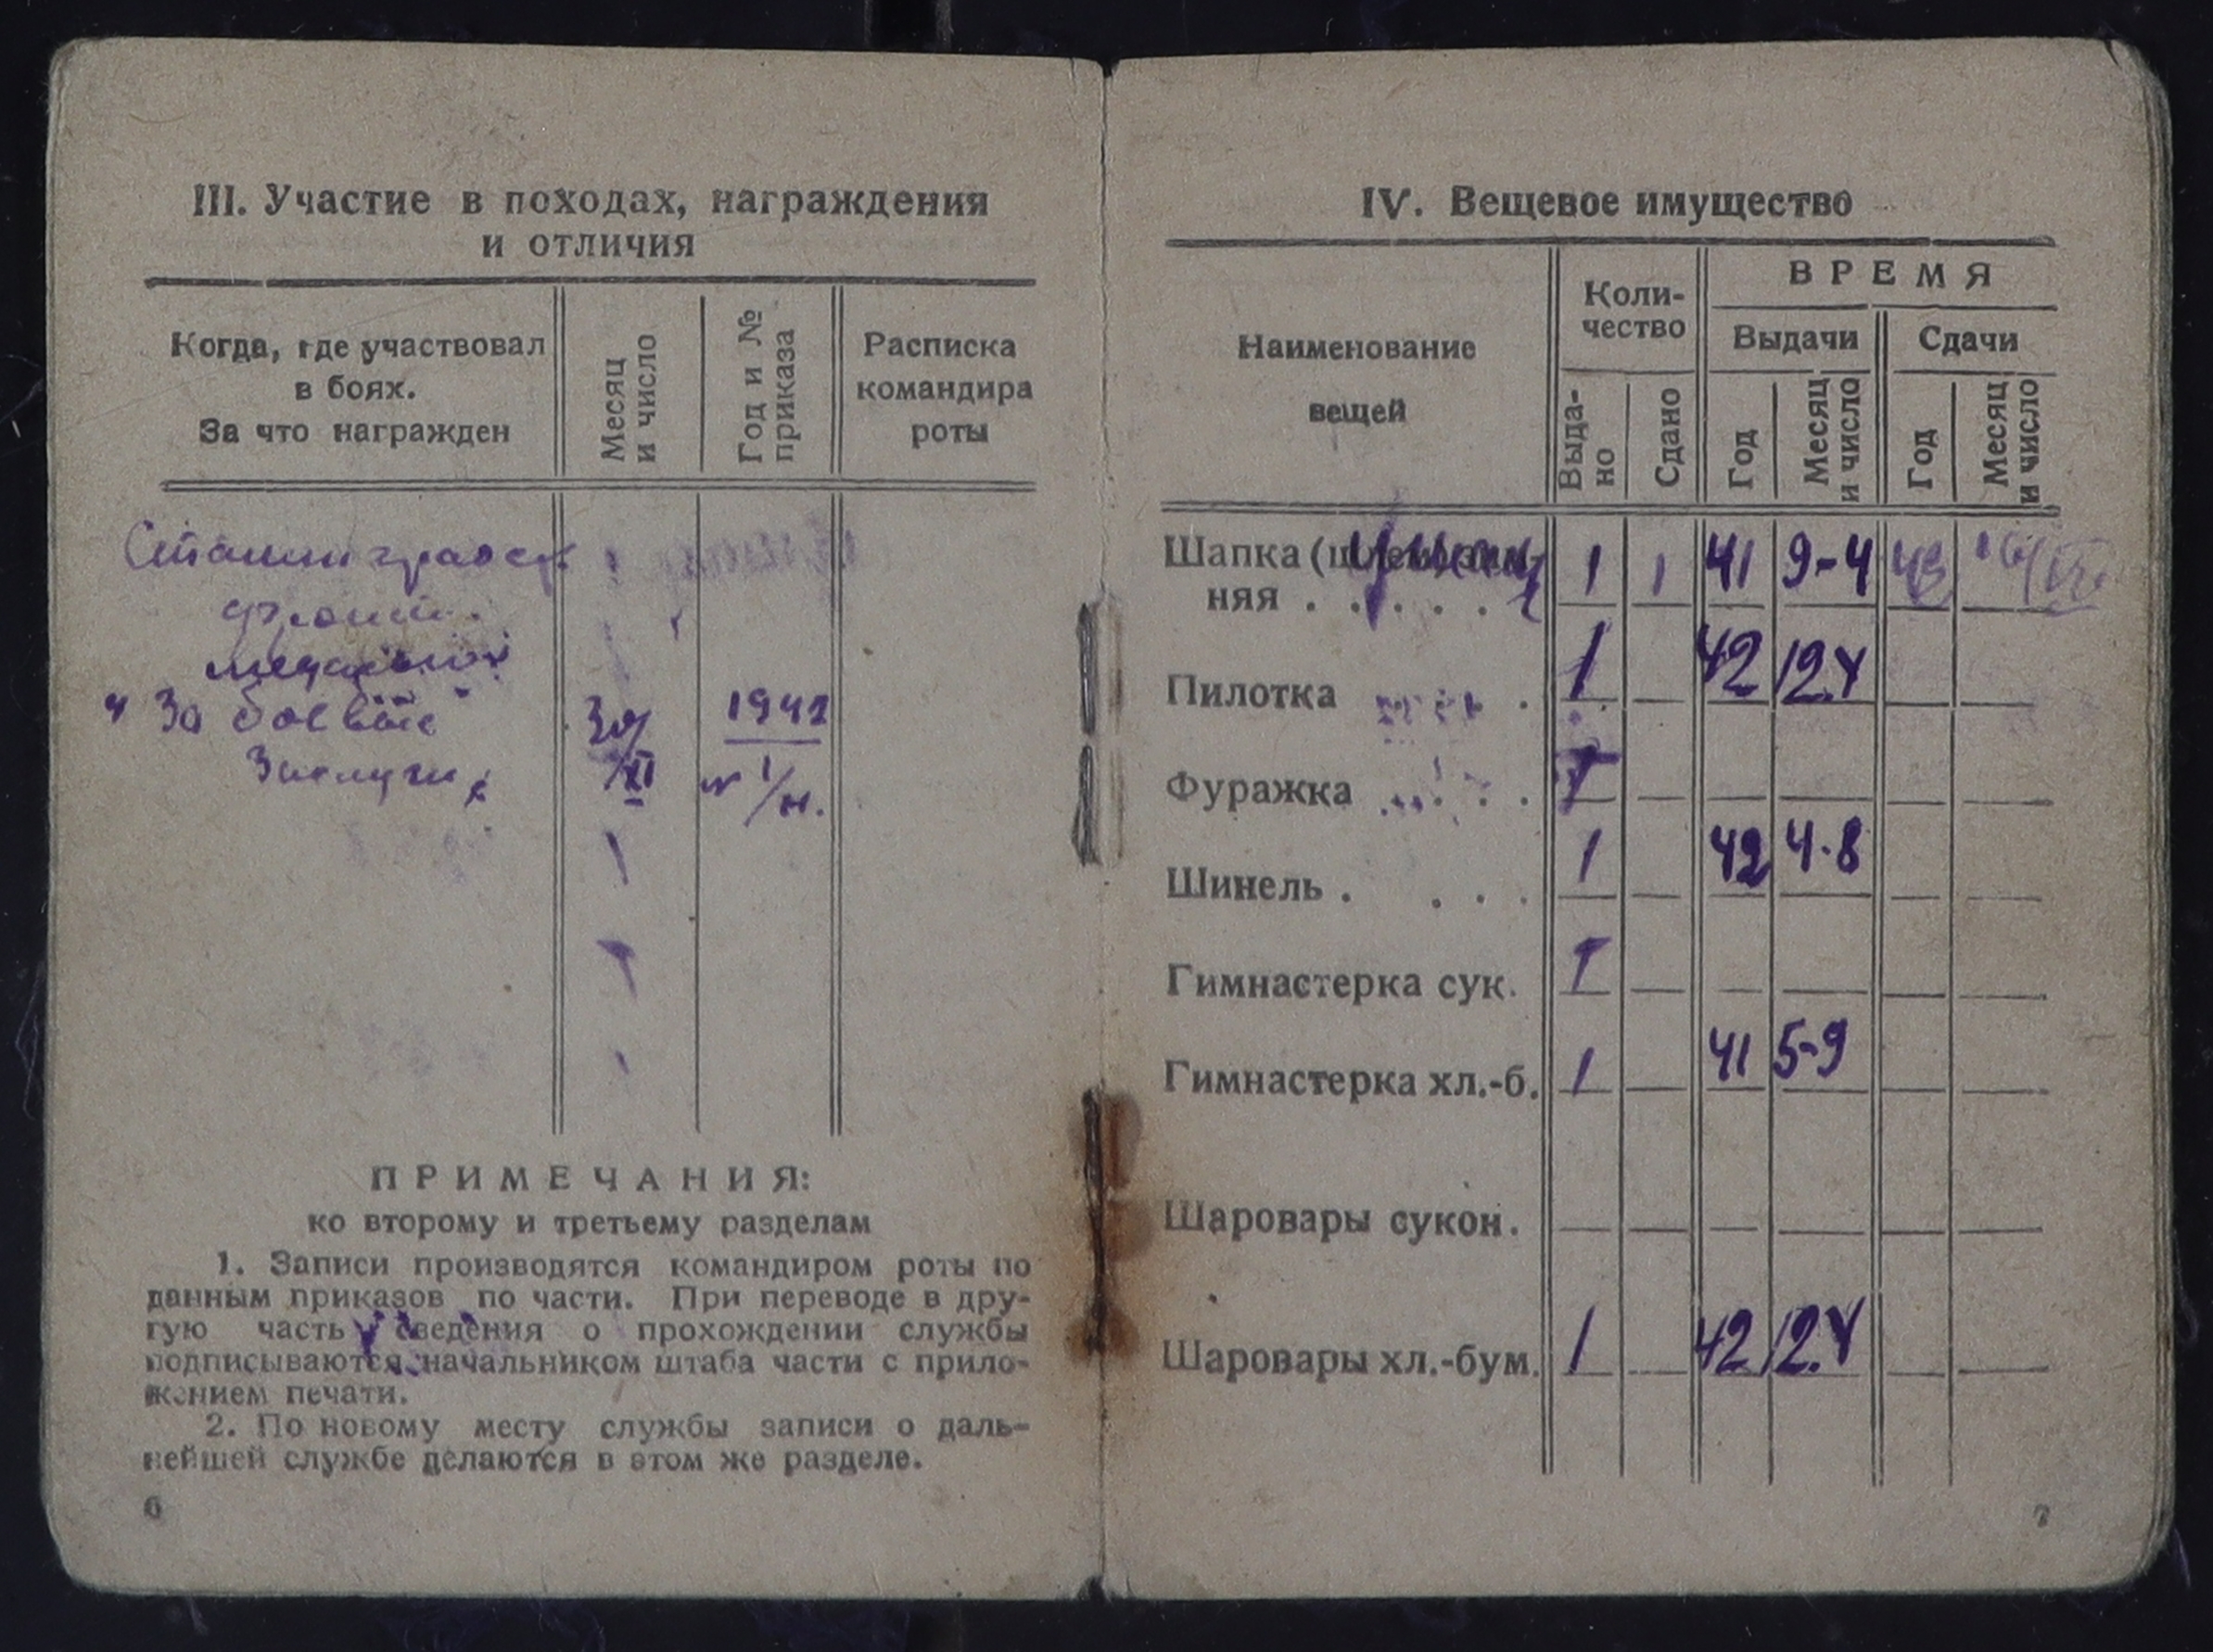 III. Участие в походах, награждения
и отличия
Когда, где участвовал
в боях.
За что награжден
Месяц
и число
Год и №
приказа
Расписка
командира
роты
фронт.
медалью
"За боевые" 1942
Заслуги XI № 1/н.
ПРИМЕЧАНИЯ:
ко второму и третьему разделам
1. Записи производятся командиром роты по
данным приказов по части. При переводе в дру-
гую часть сведения о прохождении службы
подписываются начальником штаба части с прило-
жением печати.
2. По новому месту службы записи о даль-
нейшей службе делаются в этом же разделе.
6
IV. Вещевое имущество
Наименование
вещей
Коли-
чество
Выда-
но
Сдано
ВРЕМЯ
Выдачи
Сдачи
Год
Месяц
и число
Год
Месяц
и число
Шапка (шлем) зим- 1 1 41 9-4 43
няя . . . . .
Пилотка . 1 42 12.4
Фуражка . . . .
Шинель . . . . 1 42 4.8
Гимнастерка сук.
Гимнастерка хл.-б. 1 41 5-9
Шаровары сукон.
Шаровары хл.-бум. 1 42 12.4
7